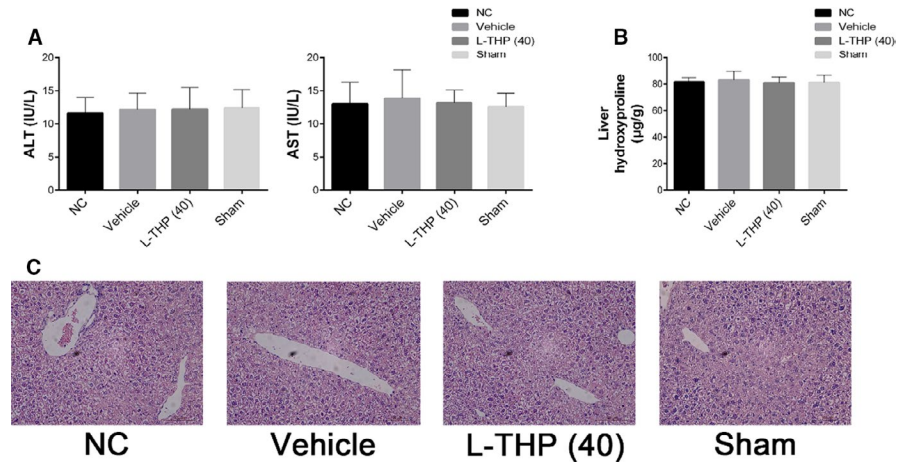 A
NC
Vehicle
L-THP (40)
Sham
ALT (IU/L)
20
15
10
5
0
NC
Vehicle
L-THP (40)
Sham
AST (IU/L)
20
15
10
5
0
NC
Vehicle
L-THP (40)
Sham
B
NC
Vehicle
L-THP (40)
Sham
Liver
hydroxyproline
(μg/g)
100
80
60
40
20
0
NC
Vehicle
L-THP (40)
Sham
C
NC
Vehicle
L-THP (40)
Sham